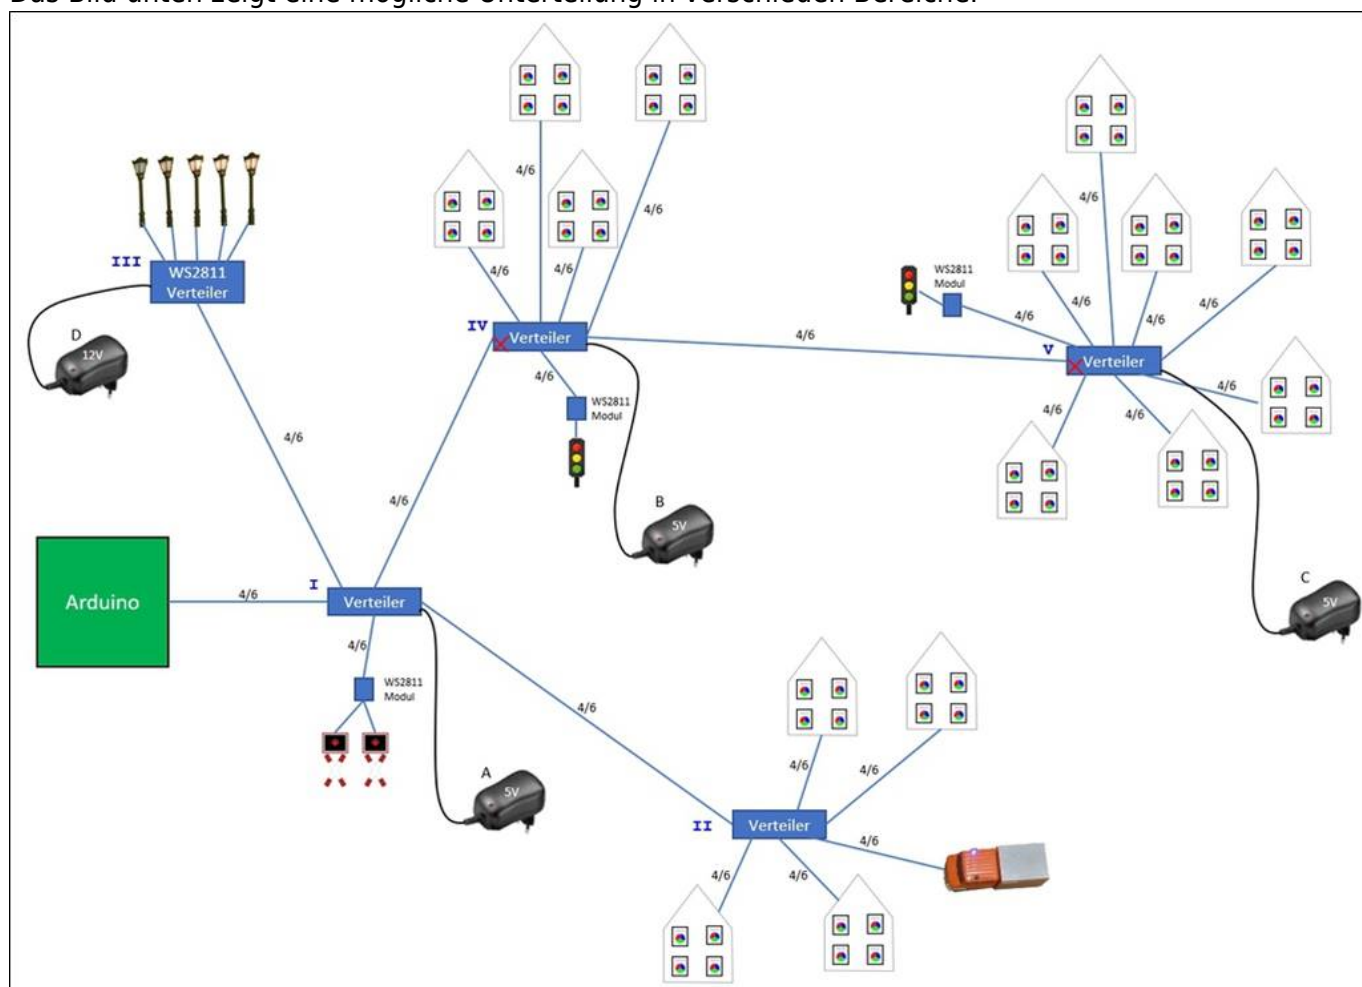 Das Bild unten zeigt eine mögliche Unterteilung in verschieden Bereiche.
4/6
4/6
III
WS2811
Verteiler
D
12V
4/6
4/6
IV
Verteiler
4/6
WS2811
Modul
4/6
B
5V
4/6
WS2811
Modul
4/6
4/6
4/6
4/6
4/6
V
Verteiler
4/6
4/6
4/6
C
5V
4/6
4/6
Arduino
4/6
I
Verteiler
4/6
WS2811
Modul
A
5V
4/6
II
Verteiler
4/6
4/6
4/6
4/6
4/6